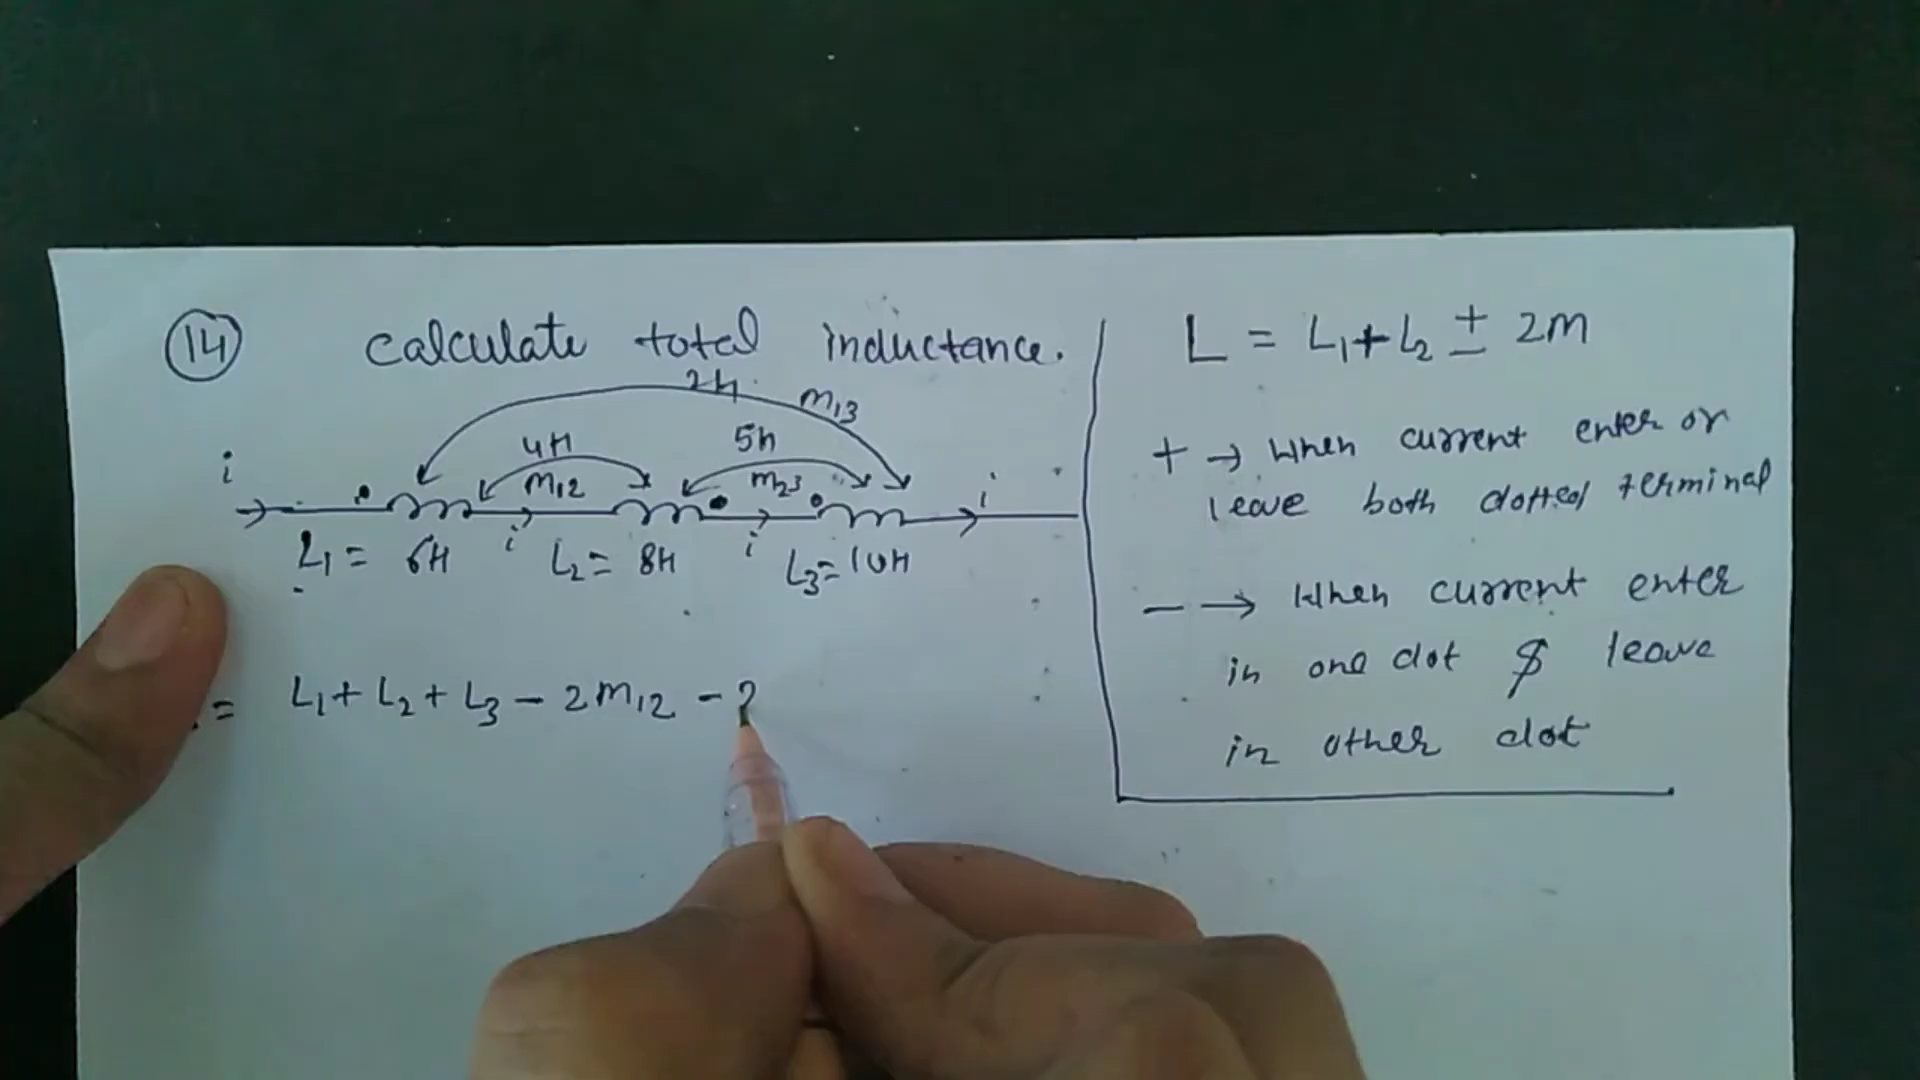 14 calculate total inductance.
2H M13
4H 5h
i M12 M23 i
i i
L1 = 6H L2 = 8H L3 = 10H
= L1 + L2 + L3 - 2M12 - 2
L = L1 + L2 ± 2M
+ → When current enter or
leave both dotted terminal
- → When current enter
in one dot & leave
in other dot